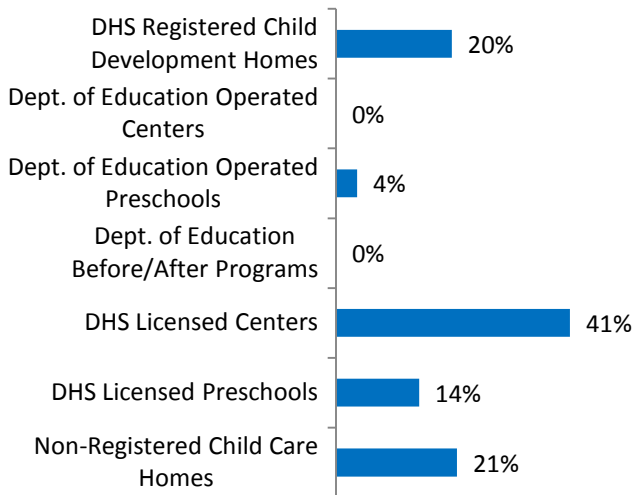 DHS Registered Child
Development Homes
20%
Dept. of Education Operated
Centers
0%
Dept. of Education Operated
Preschools
4%
Dept. of Education
Before/After Programs
0%
DHS Licensed Centers
41%
DHS Licensed Preschools
14%
Non-Registered Child Care
Homes
21%